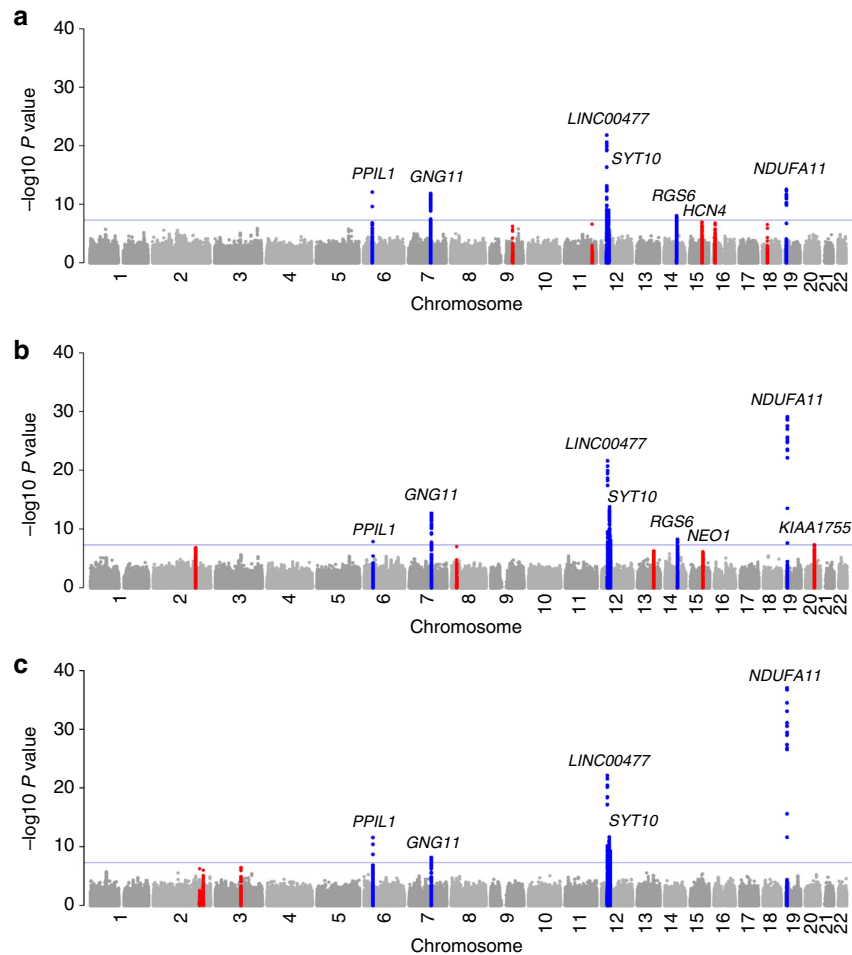 a
40
30
20
10
0
–log10 P value
PPIL1
GNG11
LINC00477
SYT10
RGS6
HCN4
NDUFA11
1 2 3 4 5 6 7 8 9 10 11 12 13 14 15 16 17 18 19 20 21 22
Chromosome
b
40
30
20
10
0
–log10 P value
PPIL1
GNG11
LINC00477
SYT10
RGS6
NEO1
NDUFA11
KIAA1755
1 2 3 4 5 6 7 8 9 10 11 12 13 14 15 16 17 18 19 20 21 22
Chromosome
c
40
30
20
10
0
–log10 P value
PPIL1
GNG11
LINC00477
SYT10
NDUFA11
1 2 3 4 5 6 7 8 9 10 11 12 13 14 15 16 17 18 19 20 21 22
Chromosome